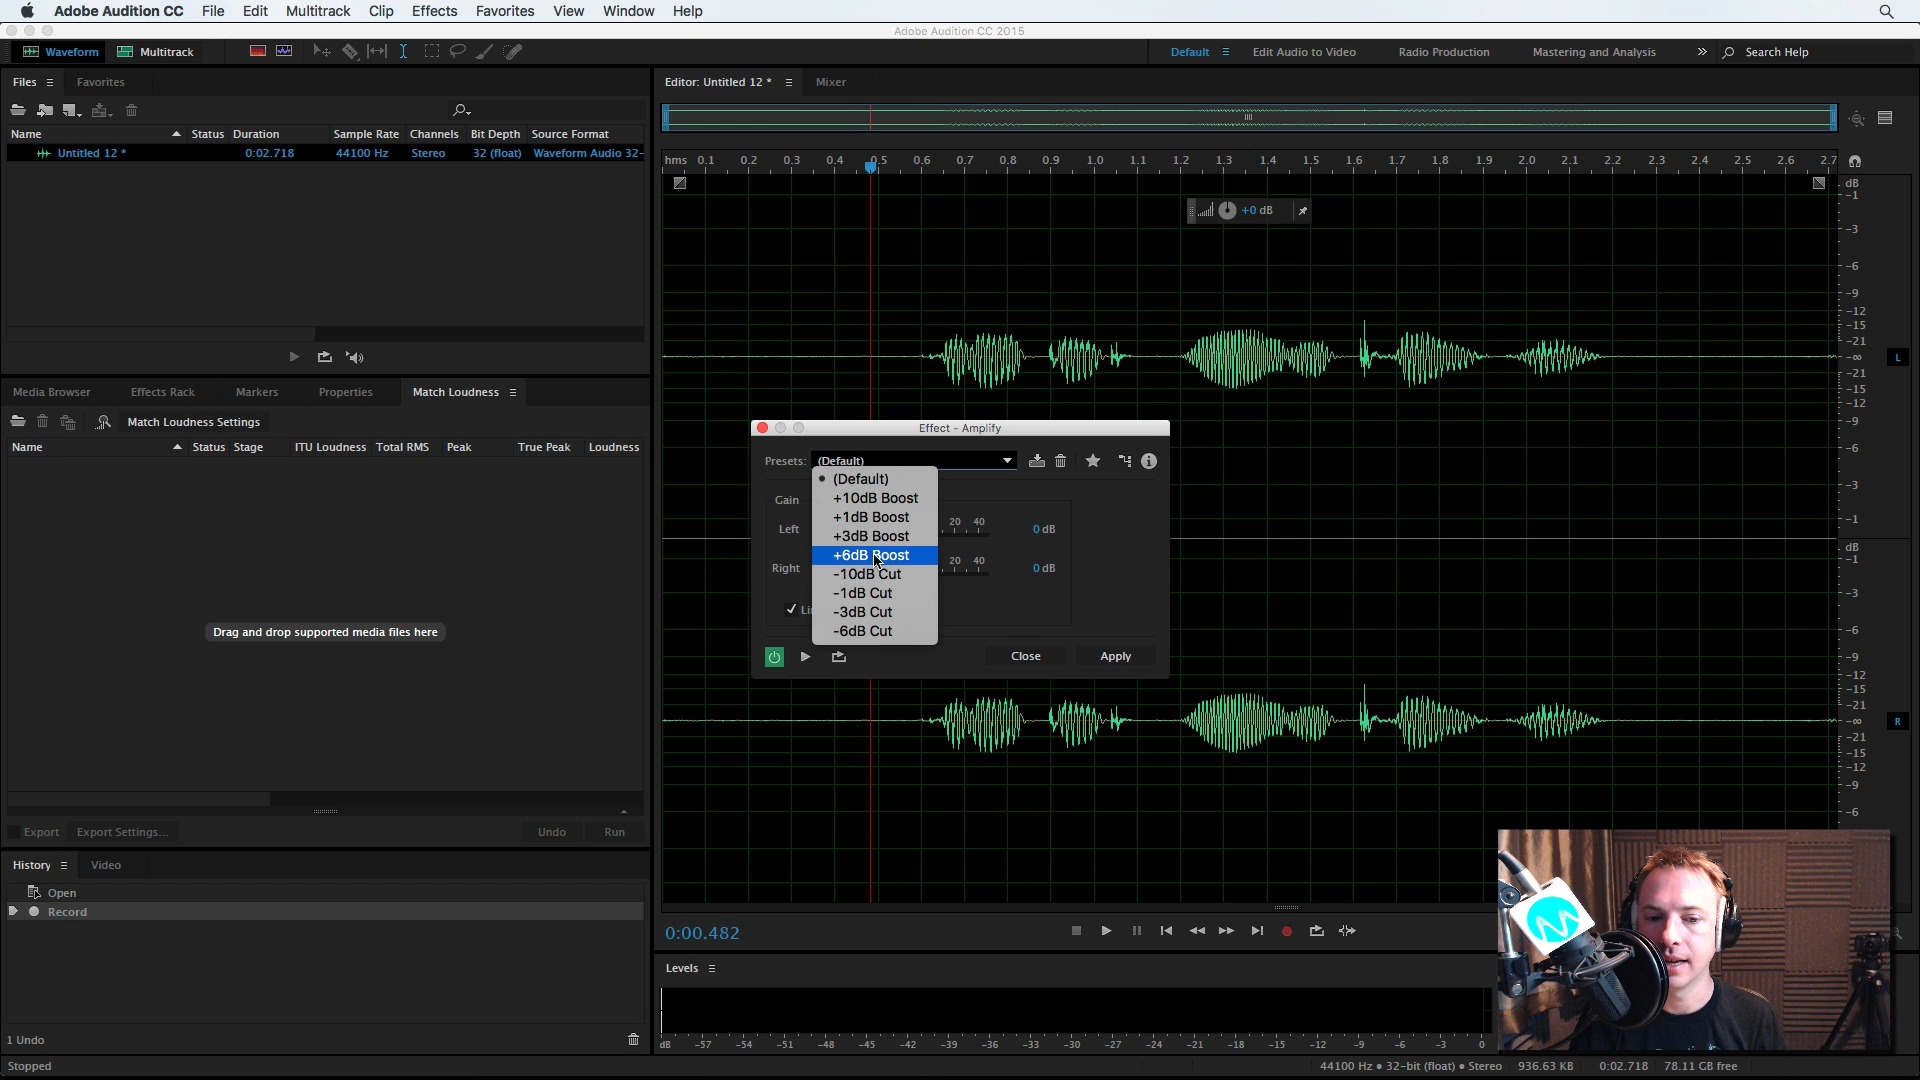 Adobe Audition CC File Edit Multitrack Clip Effects Favorites View Window Help
Adobe Audition CC 2015
Waveform Multitrack Default Edit Audio to Video Radio Production Mastering and Analysis Search Help
Files Favorites
Name Status Duration Sample Rate Channels Bit Depth Source Format
Untitled 12 * 0:02.718 44100 Hz Stereo 32 (float) Waveform Audio 32-
Media Browser Effects Rack Markers Properties Match Loudness
Match Loudness Settings
Name Status Stage ITU Loudness Total RMS Peak True Peak Loudness
Drag and drop supported media files here
Export Export Settings... Undo Run
History Video
Open
Record
1 Undo
Stopped
Editor: Untitled 12 * Mixer
hms 0.1 0.2 0.3 0.4 0.5 0.6 0.7 0.8 0.9 1.0 1.1 1.2 1.3 1.4 1.5 1.6 1.7 1.8 1.9 2.0 2.1 2.2 2.3 2.4 2.5 2.6 2.7
+0 dB
dB
-1
-3
-6
-9
-12
-15
-21
-∞
L
-21
-15
-12
-9
-6
-3
-1
dB
-1
-3
-6
-9
-12
-15
-21
-∞
R
-21
-15
-12
-9
-6
Effect - Amplify
Presets: (Default)
(Default)
+10dB Boost
+1dB Boost
+3dB Boost
+6dB Boost
-10dB Cut
-1dB Cut
-3dB Cut
-6dB Cut
Gain
Left 20 40 0 dB
Right 20 40 0 dB
Li
Close Apply
0:00.482
Levels
dB -57 -54 -51 -48 -45 -42 -39 -36 -33 -30 -27 -24 -21 -18 -15 -12 -9 -6 -3 0
44100 Hz • 32-bit (float) • Stereo 936.63 KB 0:02.718 78.11 GB free